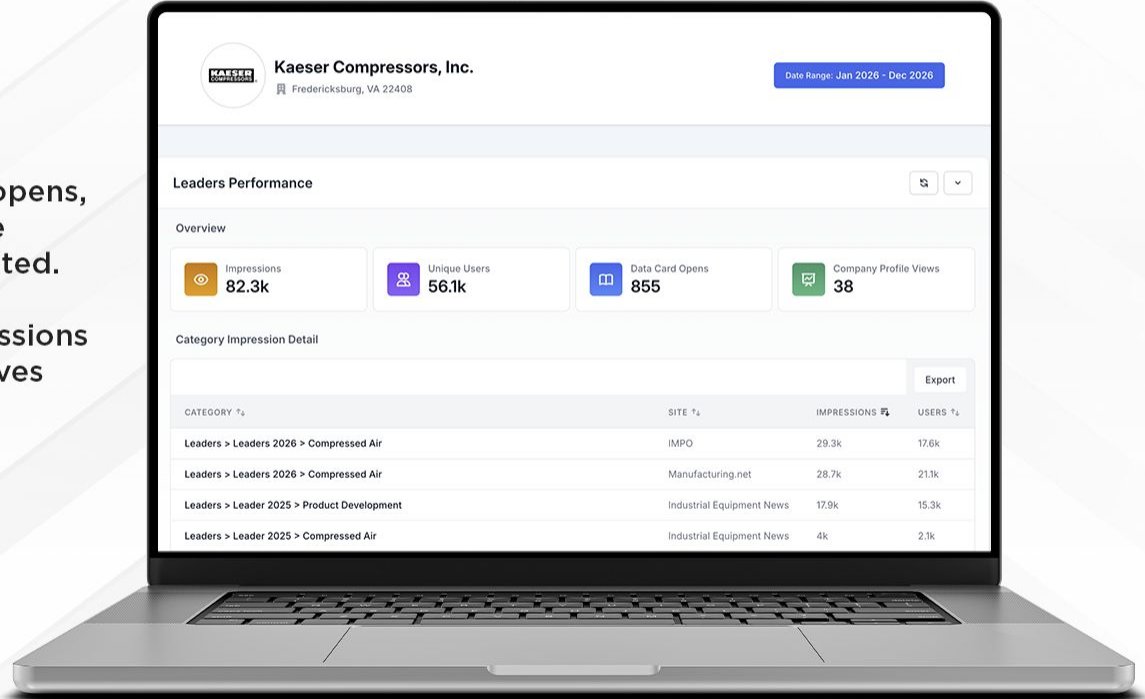 opens,
e
ted.
ssions
ves
KAESER
COMPRESSORS
Kaeser Compressors, Inc.
Fredericksburg, VA 22408
Date Range: Jan 2026 - Dec 2026
Leaders Performance
Overview
Impressions
82.3k
Unique Users
56.1k
Data Card Opens
855
Company Profile Views
38
Category Impression Detail
Export
CATEGORY SITE IMPRESSIONS USERS
Leaders > Leaders 2026 > Compressed Air IMPO 29.3k 17.6k
Leaders > Leaders 2026 > Compressed Air Manufacturing.net 28.7k 21.1k
Leaders > Leader 2025 > Product Development Industrial Equipment News 17.9k 15.3k
Leaders > Leader 2025 > Compressed Air Industrial Equipment News 4k 2.1k